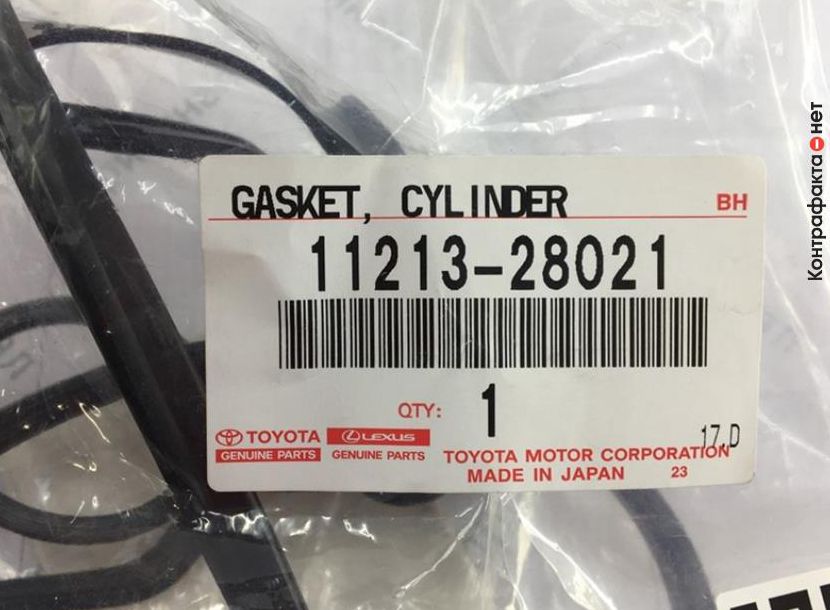 GASKET, CYLINDER
BH
11213-28021
QTY: 1
TOYOTA
GENUINE PARTS
LEXUS
GENUINE PARTS
17.D
TOYOTA MOTOR CORPORATION
MADE IN JAPAN
23
Контрафакта нет